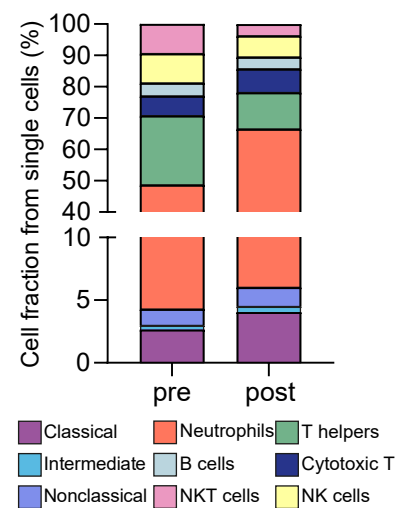 Cell fraction from single cells (%)
100
90
80
70
60
50
40
10
5
0
pre post
Classical Neutrophils T helpers
Intermediate B cells Cytotoxic T
Nonclassical NKT cells NK cells